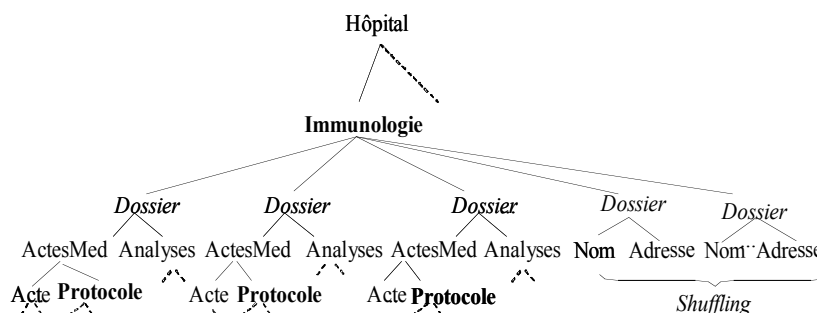 Hôpital
Immunologie
Dossier Dossier Dossier Dossier Dossier
ActesMed Analyses ActesMed Analyses ActesMed Analyses Nom Adresse Nom Adresse
Acte Protocole Acte Protocole Acte Protocole
Shuffling